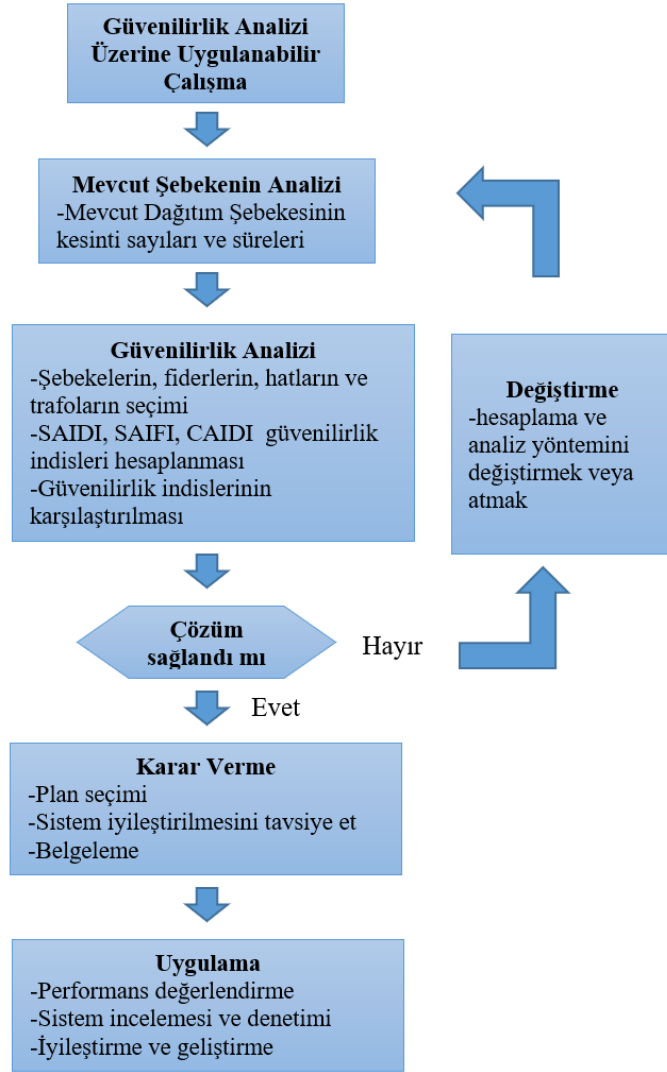 Güvenilirlik Analizi
Üzerine Uygulanabilir
Çalışma
Mevcut Şebekenin Analizi
-Mevcut Dağıtım Şebekesinin
kesinti sayıları ve süreleri
Güvenilirlik Analizi
-Şebekelerin, fiderlerin, hatların ve
trafoların seçimi
-SAIDI, SAIFI, CAIDI güvenilirlik
indisleri hesaplanması
-Güvenilirlik indislerinin
karşılaştırılması
Değiştirme
-hesaplama ve
analiz yöntemini
değiştirmek veya
atmak
Çözüm
sağlandı mı
Hayır
Evet
Karar Verme
-Plan seçimi
-Sistem iyileştirilmesini tavsiye et
-Belgeleme
Uygulama
-Performans değerlendirme
-Sistem incelemesi ve denetimi
-İyileştirme ve geliştirme